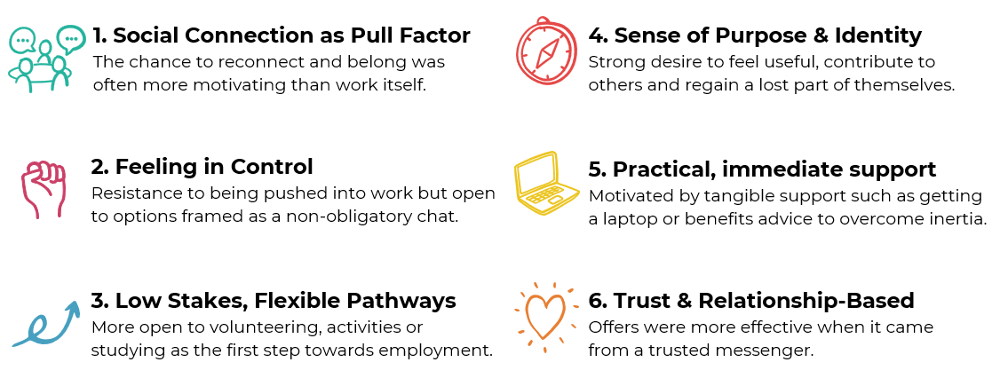 1. Social Connection as Pull Factor
The chance to reconnect and belong was
often more motivating than work itself.
2. Feeling in Control
Resistance to being pushed into work but open
to options framed as a non-obligatory chat.
3. Low Stakes, Flexible Pathways
More open to volunteering, activities or
studying as the first step towards employment.
4. Sense of Purpose & Identity
Strong desire to feel useful, contribute to
others and regain a lost part of themselves.
5. Practical, immediate support
Motivated by tangible support such as getting
a laptop or benefits advice to overcome inertia.
6. Trust & Relationship-Based
Offers were more effective when it came
from a trusted messenger.